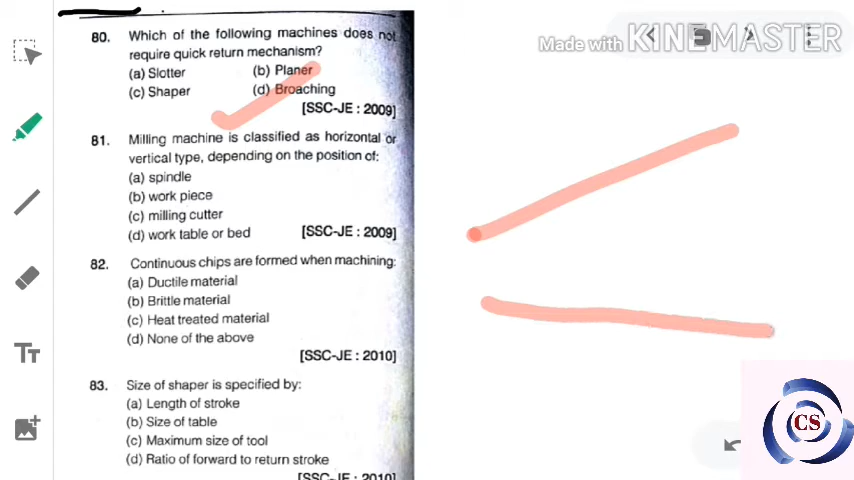 80. Which of the following machines does not
require quick return mechanism?
(a) Slotter (b) Planer
(c) Shaper (d) Broaching
[SSC-JE : 2009]
81. Milling machine is classified as horizontal or
vertical type, depending on the position of:
(a) spindle
(b) work piece
(c) milling cutter
(d) work table or bed [SSC-JE : 2009]
82. Continuous chips are formed when machining:
(a) Ductile material
(b) Brittle material
(c) Heat treated material
(d) None of the above
[SSC-JE : 2010]
83. Size of shaper is specified by:
(a) Length of stroke
(b) Size of table
(c) Maximum size of tool
(d) Ratio of forward to return stroke
[SSC-JE : 2010]
Made with KINEMASTER
TT
CS